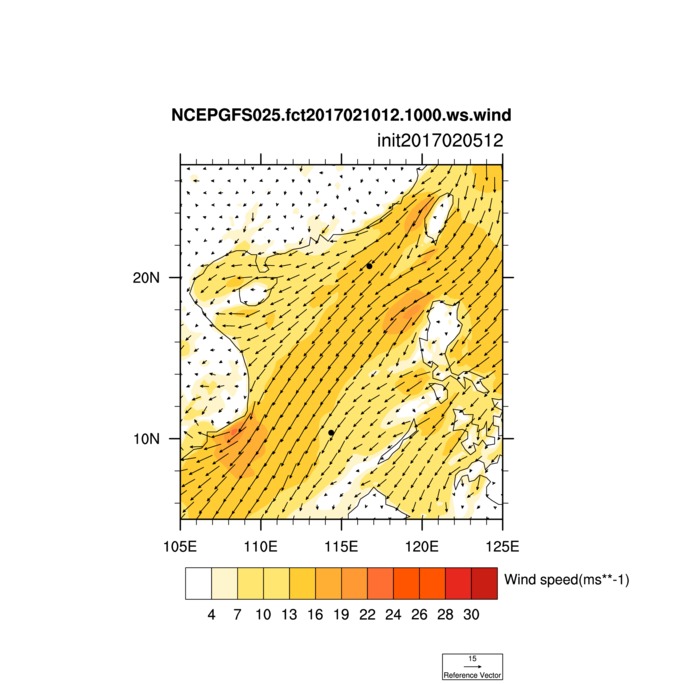 NCEPGFS025.fct2017021012.1000.ws.wind
init2017020512
20N
10N
105E 110E 115E 120E 125E
Wind speed(ms**-1)
4 7 10 13 16 19 22 24 26 28 30
15
Reference Vector